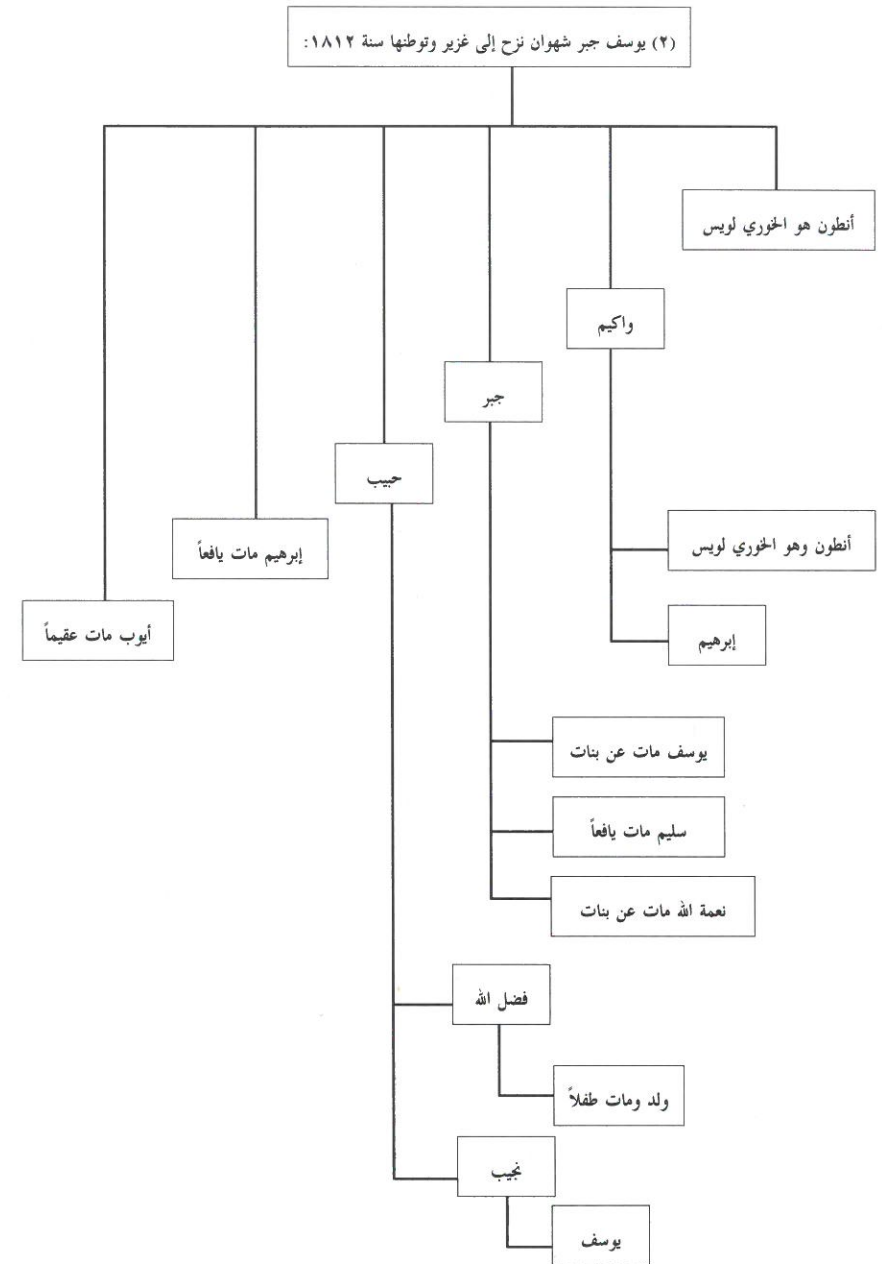 (٢) يوسف جبر شهوان نزح إلى غزير وتوطنها سنة ١٨١٢:
أنطون هو الخوري لويس
واكيم
جبر
حبيب
إبرهيم مات يافعاً
أيوب مات عقيماً
أنطون وهو الخوري لويس
إبرهيم
يوسف مات عن بنات
سليم مات يافعاً
نعمة الله مات عن بنات
فضل الله
ولد ومات طفلاً
نجيب
يوسف